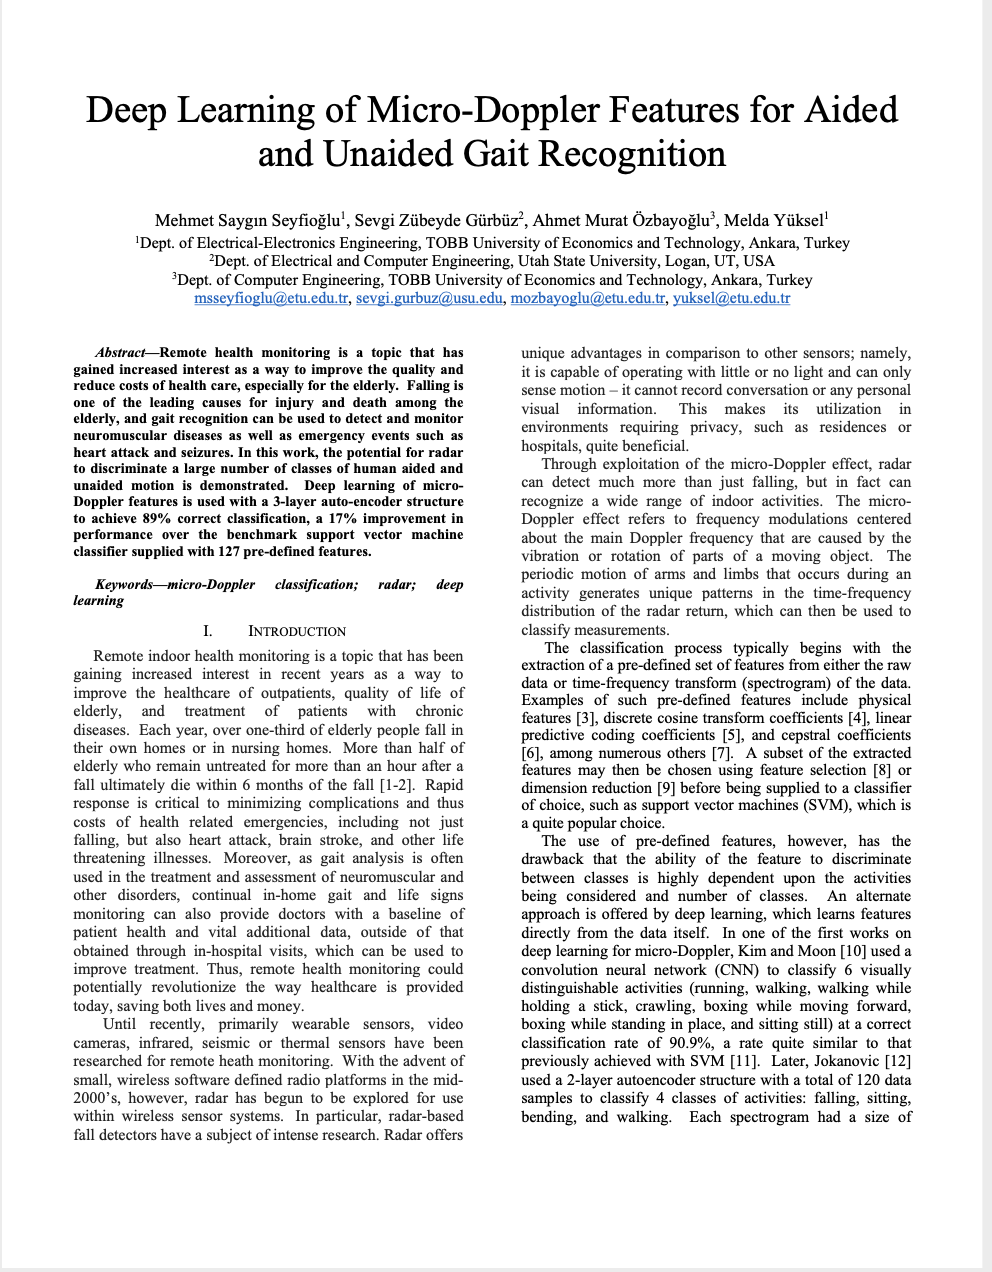 Deep Learning of Micro-Doppler Features for Aided
and Unaided Gait Recognition
Mehmet Saygın Seyfioğlu1, Sevgi Zübeyde Gürbüz2, Ahmet Murat Özbayoğlu3, Melda Yüksel1
1Dept. of Electrical-Electronics Engineering, TOBB University of Economics and Technology, Ankara, Turkey
2Dept. of Electrical and Computer Engineering, Utah State University, Logan, UT, USA
3Dept. of Computer Engineering, TOBB University of Economics and Technology, Ankara, Turkey
msseyfioglu@etu.edu.tr, sevgi.gurbuz@usu.edu, mozbayoglu@etu.edu.tr, yuksel@etu.edu.tr
Abstract—Remote health monitoring is a topic that has
gained increased interest as a way to improve the quality and
reduce costs of health care, especially for the elderly. Falling is
one of the leading causes for injury and death among the
elderly, and gait recognition can be used to detect and monitor
neuromuscular diseases as well as emergency events such as
heart attack and seizures. In this work, the potential for radar
to discriminate a large number of classes of human aided and
unaided motion is demonstrated. Deep learning of micro-
Doppler features is used with a 3-layer auto-encoder structure
to achieve 89% correct classification, a 17% improvement in
performance over the benchmark support vector machine
classifier supplied with 127 pre-defined features.
Keywords—micro-Doppler classification; radar; deep
learning
I. INTRODUCTION
Remote indoor health monitoring is a topic that has been
gaining increased interest in recent years as a way to
improve the healthcare of outpatients, quality of life of
elderly, and treatment of patients with chronic
diseases. Each year, over one-third of elderly people fall in
their own homes or in nursing homes. More than half of
elderly who remain untreated for more than an hour after a
fall ultimately die within 6 months of the fall [1-2]. Rapid
response is critical to minimizing complications and thus
costs of health related emergencies, including not just
falling, but also heart attack, brain stroke, and other life
threatening illnesses. Moreover, as gait analysis is often
used in the treatment and assessment of neuromuscular and
other disorders, continual in-home gait and life signs
monitoring can also provide doctors with a baseline of
patient health and vital additional data, outside of that
obtained through in-hospital visits, which can be used to
improve treatment. Thus, remote health monitoring could
potentially revolutionize the way healthcare is provided
today, saving both lives and money.
Until recently, primarily wearable sensors, video
cameras, infrared, seismic or thermal sensors have been
researched for remote heath monitoring. With the advent of
small, wireless software defined radio platforms in the mid-
2000's, however, radar has begun to be explored for use
within wireless sensor systems. In particular, radar-based
fall detectors have a subject of intense research. Radar offers
unique advantages in comparison to other sensors; namely,
it is capable of operating with little or no light and can only
sense motion – it cannot record conversation or any personal
visual information. This makes its utilization in
environments requiring privacy, such as residences or
hospitals, quite beneficial.
Through exploitation of the micro-Doppler effect, radar
can detect much more than just falling, but in fact can
recognize a wide range of indoor activities. The micro-
Doppler effect refers to frequency modulations centered
about the main Doppler frequency that are caused by the
vibration or rotation of parts of a moving object. The
periodic motion of arms and limbs that occurs during an
activity generates unique patterns in the time-frequency
distribution of the radar return, which can then be used to
classify measurements.
The classification process typically begins with the
extraction of a pre-defined set of features from either the raw
data or time-frequency transform (spectrogram) of the data.
Examples of such pre-defined features include physical
features [3], discrete cosine transform coefficients [4], linear
predictive coding coefficients [5], and cepstral coefficients
[6], among numerous others [7]. A subset of the extracted
features may then be chosen using feature selection [8] or
dimension reduction [9] before being supplied to a classifier
of choice, such as support vector machines (SVM), which is
a quite popular choice.
The use of pre-defined features, however, has the
drawback that the ability of the feature to discriminate
between classes is highly dependent upon the activities
being considered and number of classes. An alternate
approach is offered by deep learning, which learns features
directly from the data itself. In one of the first works on
deep learning for micro-Doppler, Kim and Moon [10] used a
convolution neural network (CNN) to classify 6 visually
distinguishable activities (running, walking, walking while
holding a stick, crawling, boxing while moving forward,
boxing while standing in place, and sitting still) at a correct
classification rate of 90.9%, a rate quite similar to that
previously achieved with SVM [11]. Later, Jokanovic [12]
used a 2-layer autoencoder structure with a total of 120 data
samples to classify 4 classes of activities: falling, sitting,
bending, and walking. Each spectrogram had a size of